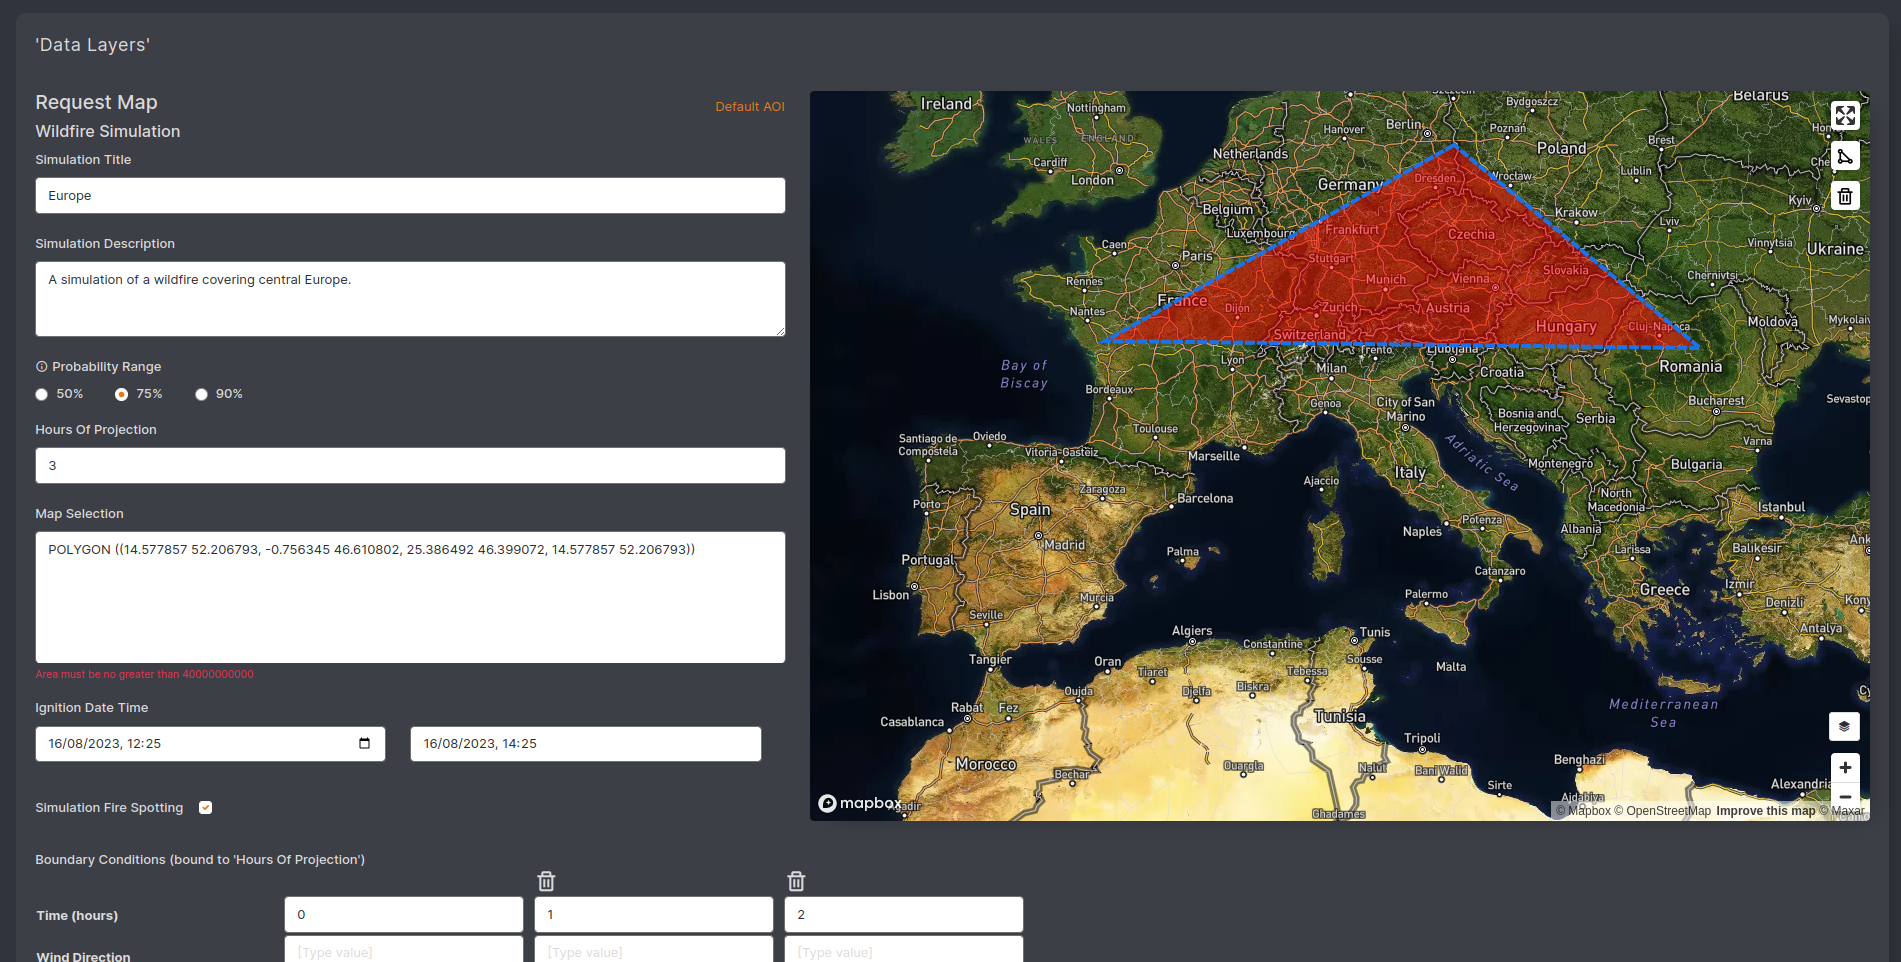 'Data Layers'
Request Map
Default AOI
Wildfire Simulation
Simulation Title
Europe
Simulation Description
A simulation of a wildfire covering central Europe.
Probability Range
50%
75%
90%
Hours Of Projection
3
Map Selection
POLYGON ((14.577857 52.206793, -0.756345 46.610802, 25.386492 46.399072, 14.577857 52.206793))
Area must be no greater than 40000000000
Ignition Date Time
16/08/2023, 12:25
16/08/2023, 14:25
Simulation Fire Spotting
Boundary Conditions (bound to 'Hours Of Projection')
Time (hours)
0
1
2
Wind Direction
[Type value]
[Type value]
[Type value]
Ireland
Nottingham
WALES
ENGLAND
Cardiff
London
Netherlands
Hanover
Berlin
Szczecin
Bydgoszcz
Poznań
Poland
Belarus
Brest
Lublin
Germany
Dresden
Wrocław
Belgium
Luxembourg
Frankfurt
Czechia
Krakow
Lviv
Kyiv
Vinnytsia
Ukraine
Caen
Paris
Stuttgart
Munich
Vienna
Slovakia
Chernivtsi
Rennes
France
Nantes
Dijon
Zurich
Austria
Switzerland
Hungary
Cluj-Napoca
Moldova
Mykolaiv
Bay of
Biscay
Lyon
Trento
Ljubljana
Milan
Croatia
Romania
Bordeaux
Genoa
City of San
Marino
Bosnia and
Herzegovina
Serbia
Bucharest
Sevastop
Santiago de
Compostela
Oviedo
Toulouse
Vitoria-Gasteiz
Marseille
Adriatic Sea
Varna
Montenegro
Bulgaria
Italy
Ajaccio
Zaragoza
Barcelona
Porto
Spain
North
Macedonia
Istanbul
Madrid
Naples
Potenza
Albania
Ank
Portugal
Palma
Larissa
Balıkesir
Catanzaro
Lisbon
Murcia
Palermo
Greece
Izmir
Denizli
Kony
Seville
Algiers
Constantine
Tunis
Antalya
Tangier
Oran
Tiaret
Tebessa
Sousse
Malta
Oujda
Djelfa
Biskra
Rabat
Fez
Casablanca
Tunisia
Mediterranean
Sea
Tripoli
Morocco
Bechar
Ouargla
Nalut
Bani Walid
Sirte
Benghazi
Alexandria
Ajdabiya
mapbox
Agadir
Ghadames
© Mapbox © OpenStreetMap Improve this map © Maxar